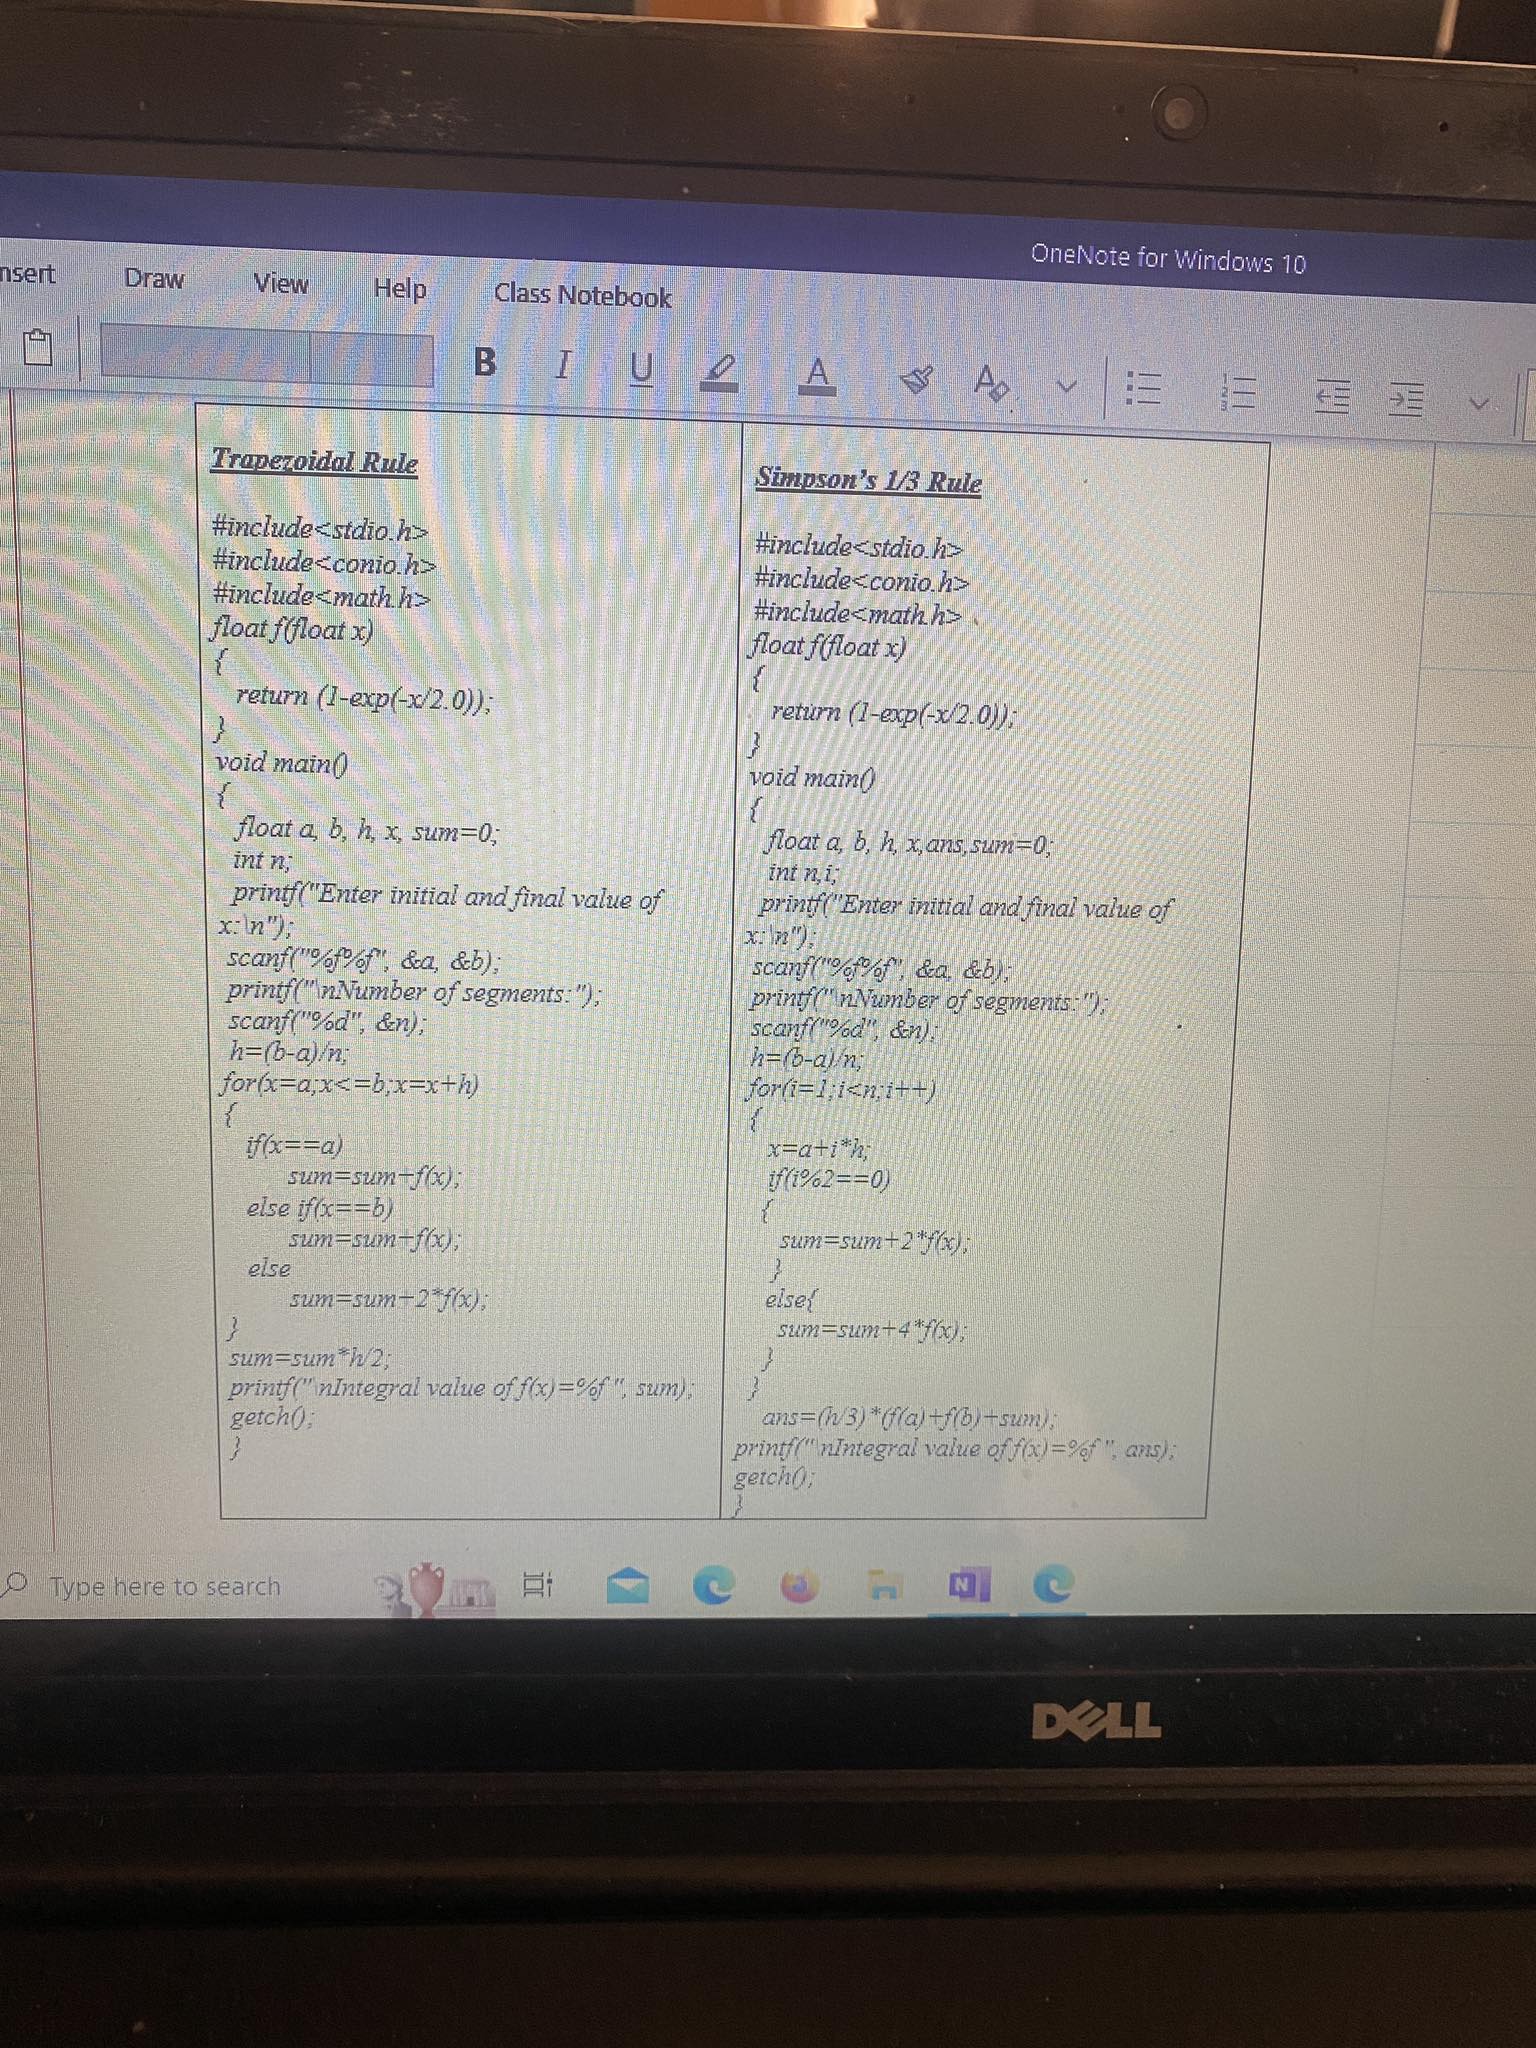 OneNote for Windows 10
nsert Draw View Help Class Notebook
B I U A A
Trapezoidal Rule
#include<stdio.h>
#include<conio.h>
#include<math.h>
float f(float x)
{
return (1-exp(-x/2.0));
}
void main()
{
float a, b, h, x, sum=0;
int n;
printf("Enter initial and final value of
x:\n");
scanf("%f%f", &a, &b);
printf("\nNumber of segments:");
scanf("%d", &n);
h=(b-a)/n;
for(x=a;x<=b;x=x+h)
{
if(x==a)
sum=sum+f(x);
else if(x==b)
sum=sum+f(x);
else
sum=sum+2*f(x);
}
sum=sum*h/2;
printf("\nIntegral value of f(x)=%f ", sum);
getch();
}
Simpson's 1/3 Rule
#include<stdio.h>
#include<conio.h>
#include<math.h>
float f(float x)
{
return (1-exp(-x/2.0));
}
void main()
{
float a, b, h, x,ans,sum=0;
int n,i;
printf("Enter initial and final value of
x:\n");
scanf("%f%f", &a, &b);
printf("\nNumber of segments:");
scanf("%d", &n);
h=(b-a)/n;
for(i=1;i<n;i++)
{
x=a+i*h;
if(i%2==0)
{
sum=sum+2*f(x);
}
else{
sum=sum+4*f(x);
}
}
ans=(h/3)*(f(a)+f(b)+sum);
printf("\nIntegral value of f(x)=%f ", ans);
getch();
}
Type here to search
N
DELL